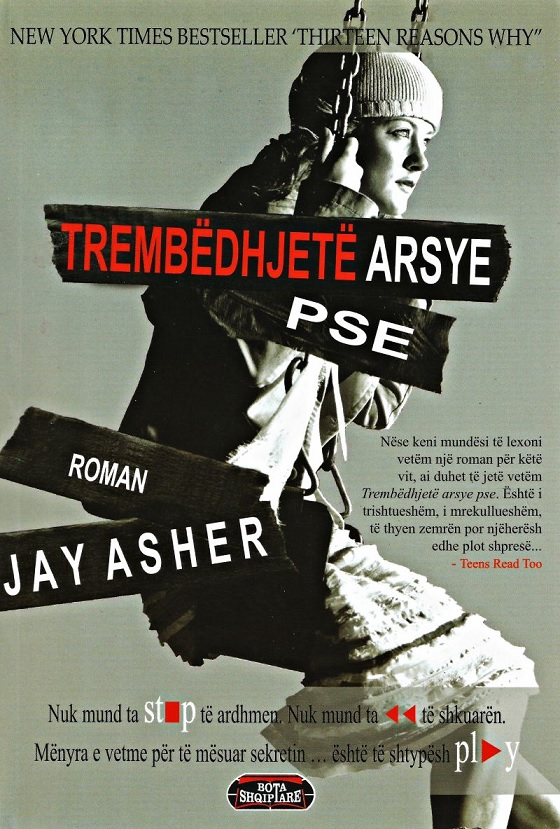 NEW YORK TIMES BESTSELLER ‘THIRTEEN REASONS WHY”
TREMBËDHJETË ARSYE
PSE
ROMAN
JAY ASHER
Nëse keni mundësi të lexoni
vetëm një roman për këtë
vit, ai duhet të jetë vetëm
Trembëdhjetë arsye pse. Është i
trishtueshëm, i mrekullueshëm,
të thyen zemrën por njëherësh
edhe plot shpresë...
- Teens Read Too
Nuk mund ta st■p të ardhmen. Nuk mund ta ◀◀ të shkuarën.
Mënyra e vetme për të mësuar sekretin … është të shtypësh pl▶y
BOTA
SHQIPTARE